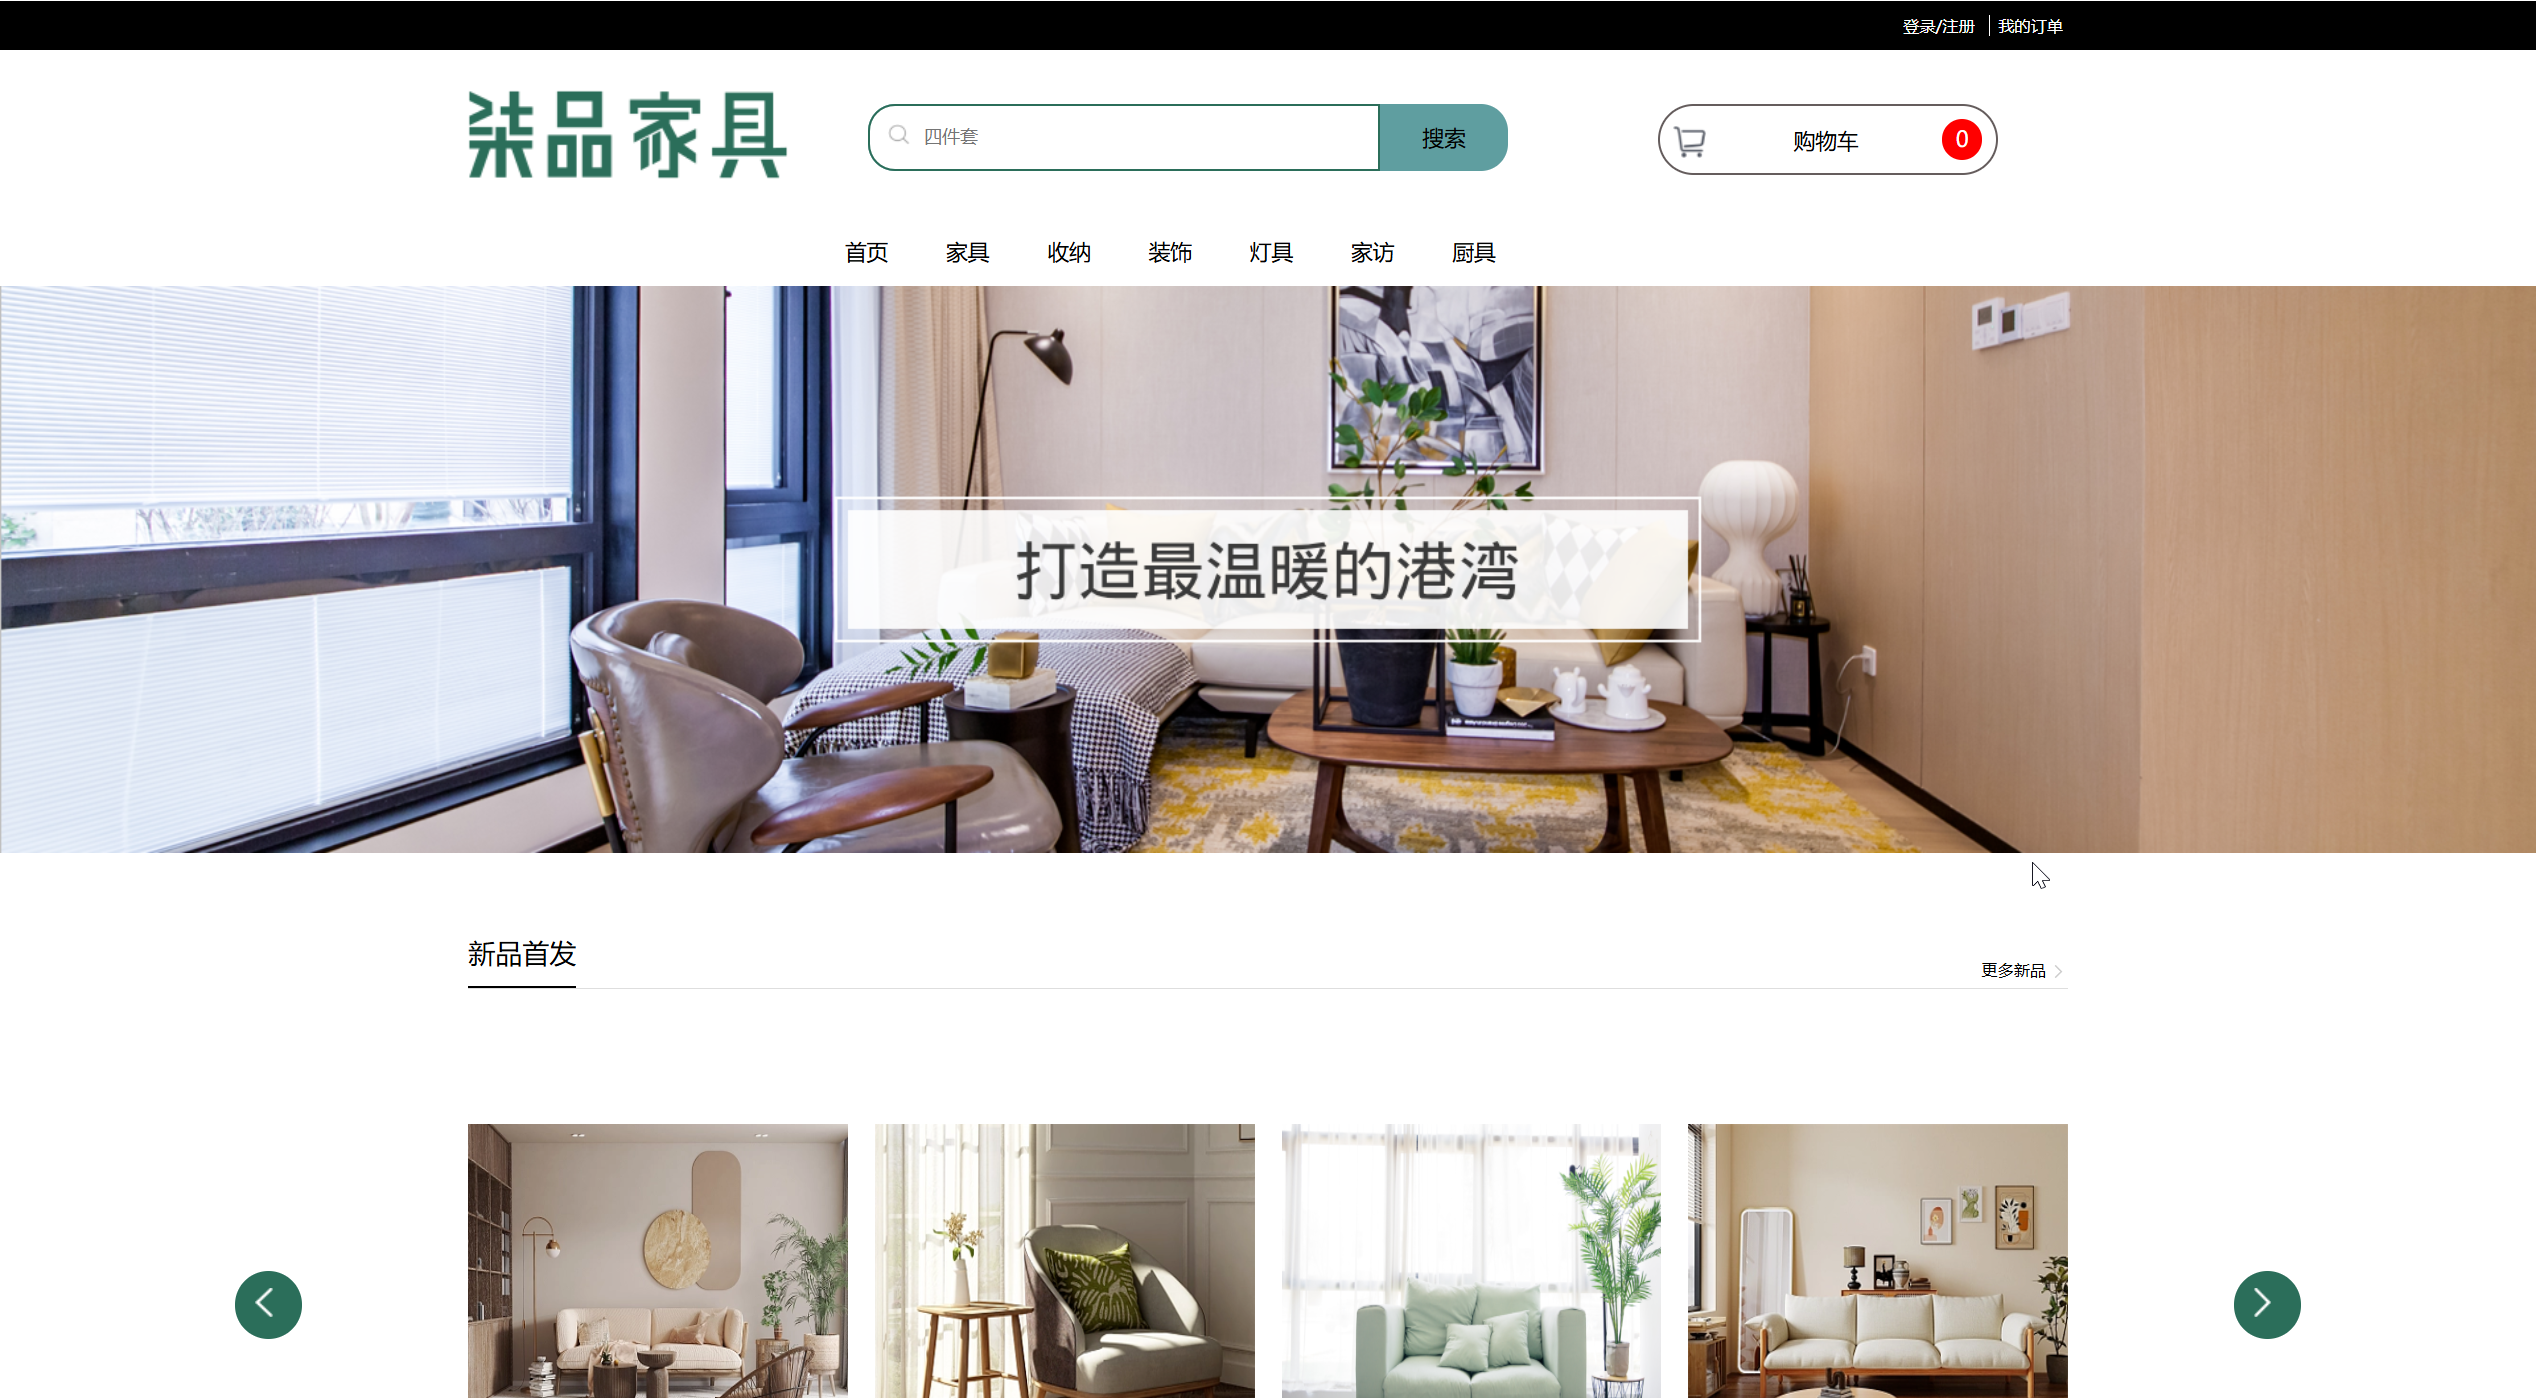 登录/注册 我的订单
柒品家具
四件套
搜索
购物车
0
首页 家具 收纳 装饰 灯具 家访 厨具
打造最温暖的港湾
新品首发
更多新品